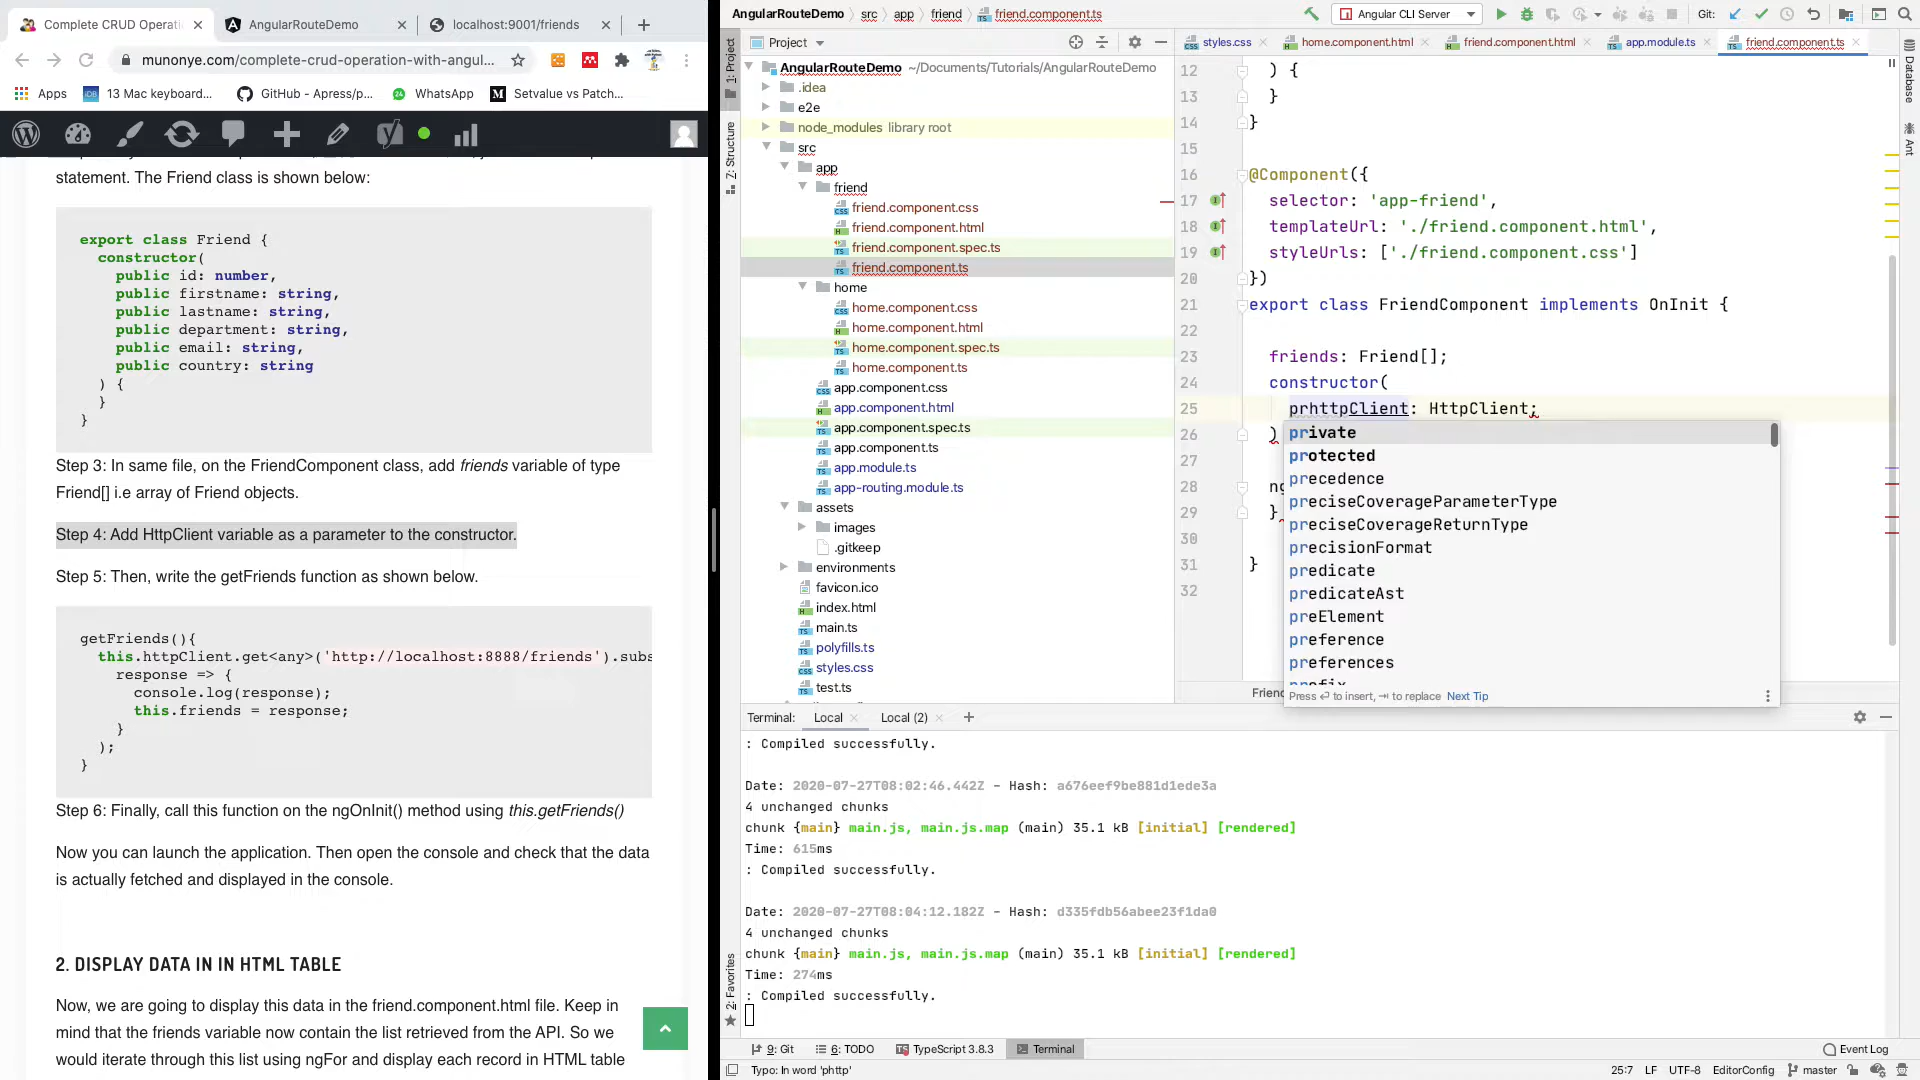 Complete CRUD Operati
AngularRouteDemo
localhost:9001/friends
munonye.com/complete-crud-operation-with-angul...
Apps
13 Mac keyboard...
GitHub - Apress/p...
WhatsApp
Setvalue vs Patch...
statement. The Friend class is shown below:
export class Friend {
constructor(
public id: number,
public firstname: string,
public lastname: string,
public department: string,
public email: string,
public country: string
) {
}
}
Step 3: In same file, on the FriendComponent class, add friends variable of type
Friend[] i.e array of Friend objects.
Step 4: Add HttpClient variable as a parameter to the constructor.
Step 5: Then, write the getFriends function as shown below.
getFriends(){
this.httpClient.get<any>('http://localhost:8888/friends').subs
response => {
console.log(response);
this.friends = response;
}
);
}
Step 6: Finally, call this function on the ngOnInit() method using this.getFriends()
Now you can launch the application. Then open the console and check that the data
is actually fetched and displayed in the console.
2. DISPLAY DATA IN IN HTML TABLE
Now, we are going to display this data in the friend.component.html file. Keep in
mind that the friends variable now contain the list retrieved from the API. So we
would iterate through this list using ngFor and display each record in HTML table
AngularRouteDemo
src
app
friend
friend.component.ts
Angular CLI Server
Git:
1: Project
Z: Structure
2: Favorites
Database
Ant
Project
styles.css
home.component.html
friend.component.html
app.module.ts
friend.component.ts
AngularRouteDemo ~/Documents/Tutorials/AngularRouteDemo
.idea
e2e
node_modules library root
src
app
friend
friend.component.css
friend.component.html
friend.component.spec.ts
friend.component.ts
home
home.component.css
home.component.html
home.component.spec.ts
home.component.ts
app.component.css
app.component.html
app.component.spec.ts
app.component.ts
app.module.ts
app-routing.module.ts
assets
images
.gitkeep
environments
favicon.ico
index.html
main.ts
polyfills.ts
styles.css
test.ts
12 ) {
13 }
14 }
15
16 @Component({
17 selector: 'app-friend',
18 templateUrl: './friend.component.html',
19 styleUrls: ['./friend.component.css']
20 })
21 export class FriendComponent implements OnInit {
22
23 friends: Friend[];
24 constructor(
25 prhttpClient: HttpClient;
26 )
27
28 ng
29 }
30
31 }
32
private
protected
precedence
preciseCoverageParameterType
preciseCoverageReturnType
precisionFormat
predicate
predicateAst
preElement
preference
preferences
prefix
Press ⏎ to insert, ⇥ to replace Next Tip
Frien
Terminal: Local Local (2)
: Compiled successfully.
Date: 2020-07-27T08:02:46.442Z - Hash: a676eef9be881d1ede3a
4 unchanged chunks
chunk {main} main.js, main.js.map (main) 35.1 kB [initial] [rendered]
Time: 615ms
: Compiled successfully.
Date: 2020-07-27T08:04:12.182Z - Hash: d335fdb56abee23f1da0
4 unchanged chunks
chunk {main} main.js, main.js.map (main) 35.1 kB [initial] [rendered]
Time: 274ms
: Compiled successfully.
9: Git
6: TODO
TypeScript 3.8.3
Terminal
Event Log
Typo: In word 'phttp'
25:7 LF UTF-8 EditorConfig master